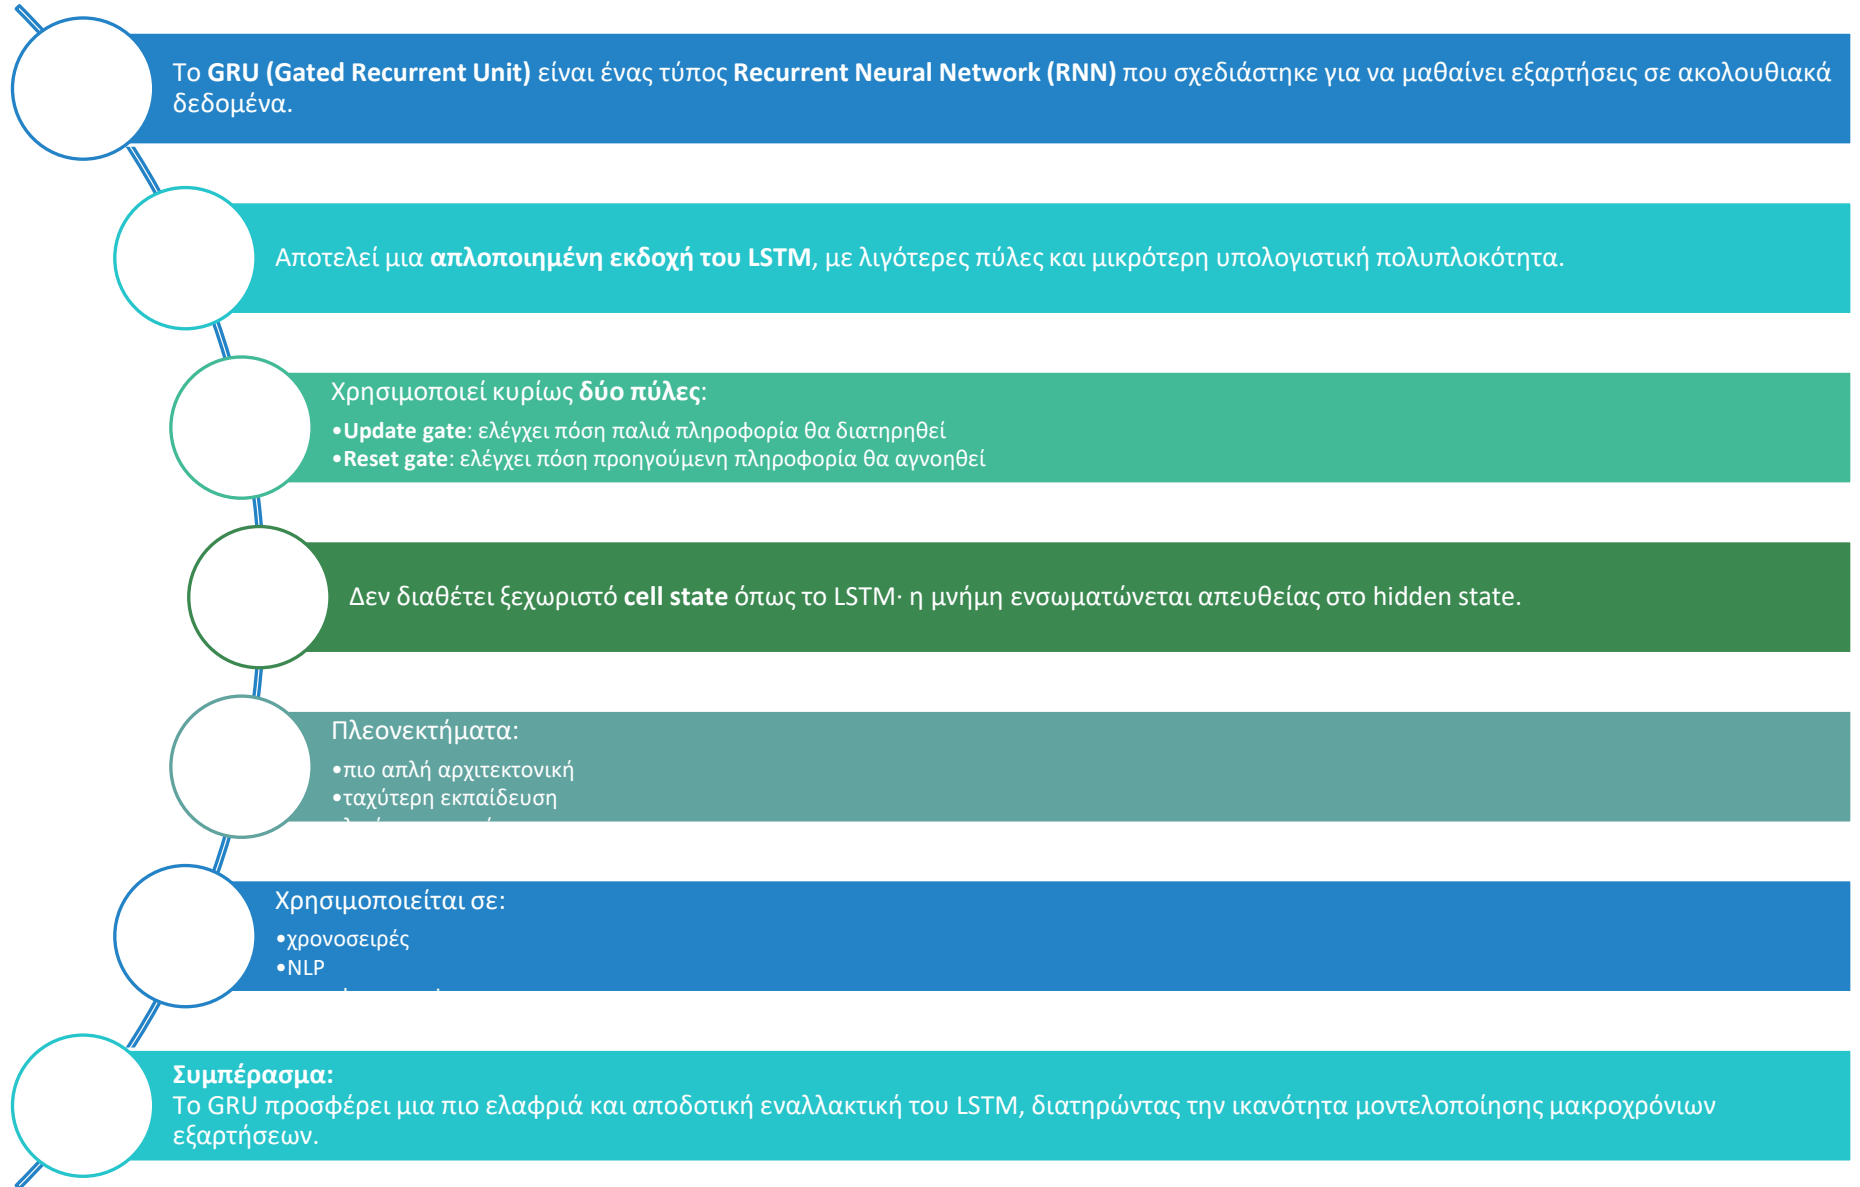 Το GRU (Gated Recurrent Unit) είναι ένας τύπος Recurrent Neural Network (RNN) που σχεδιάστηκε για να μαθαίνει εξαρτήσεις σε ακολουθιακά
δεδομένα.
Αποτελεί μια απλοποιημένη εκδοχή του LSTM, με λιγότερες πύλες και μικρότερη υπολογιστική πολυπλοκότητα.
Χρησιμοποιεί κυρίως δύο πύλες:
•Update gate: ελέγχει πόση παλιά πληροφορία θα διατηρηθεί
•Reset gate: ελέγχει πόση προηγούμενη πληροφορία θα αγνοηθεί
Δεν διαθέτει ξεχωριστό cell state όπως το LSTM· η μνήμη ενσωματώνεται απευθείας στο hidden state.
Πλεονεκτήματα:
•πιο απλή αρχιτεκτονική
•ταχύτερη εκπαίδευση
Χρησιμοποιείται σε:
•χρονοσειρές
•NLP
Συμπέρασμα:
Το GRU προσφέρει μια πιο ελαφριά και αποδοτική εναλλακτική του LSTM, διατηρώντας την ικανότητα μοντελοποίησης μακροχρόνιων
εξαρτήσεων.